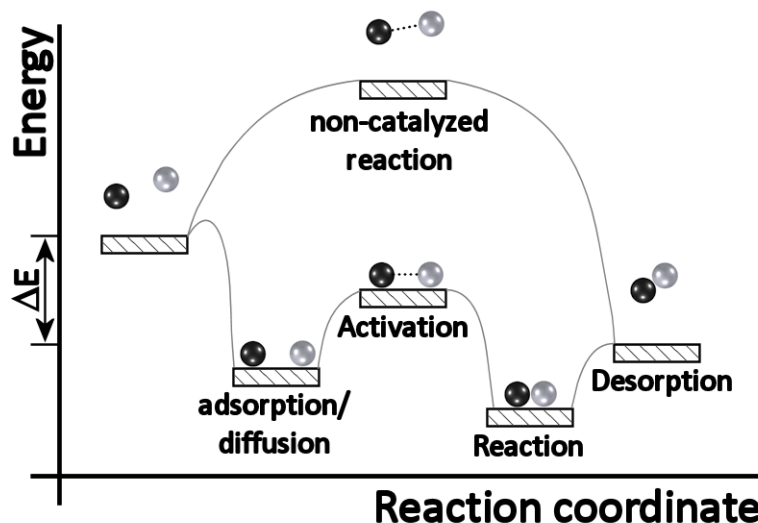 Energy
non-catalyzed
reaction
ΔE
Activation
adsorption/
diffusion
Desorption
Reaction
Reaction coordinate